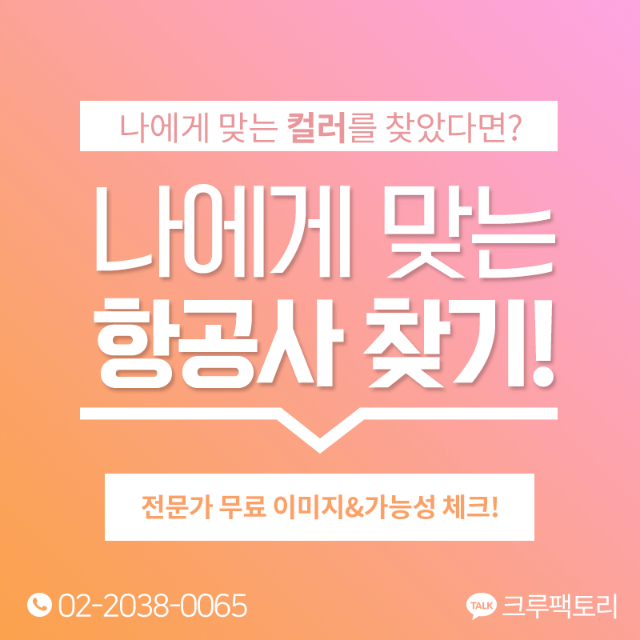 나에게 맞는 컬러를 찾았다면?
나에게 맞는
항공사 찾기!
전문가 무료 이미지&가능성 체크!
02-2038-0065
TALK 크루팩토리